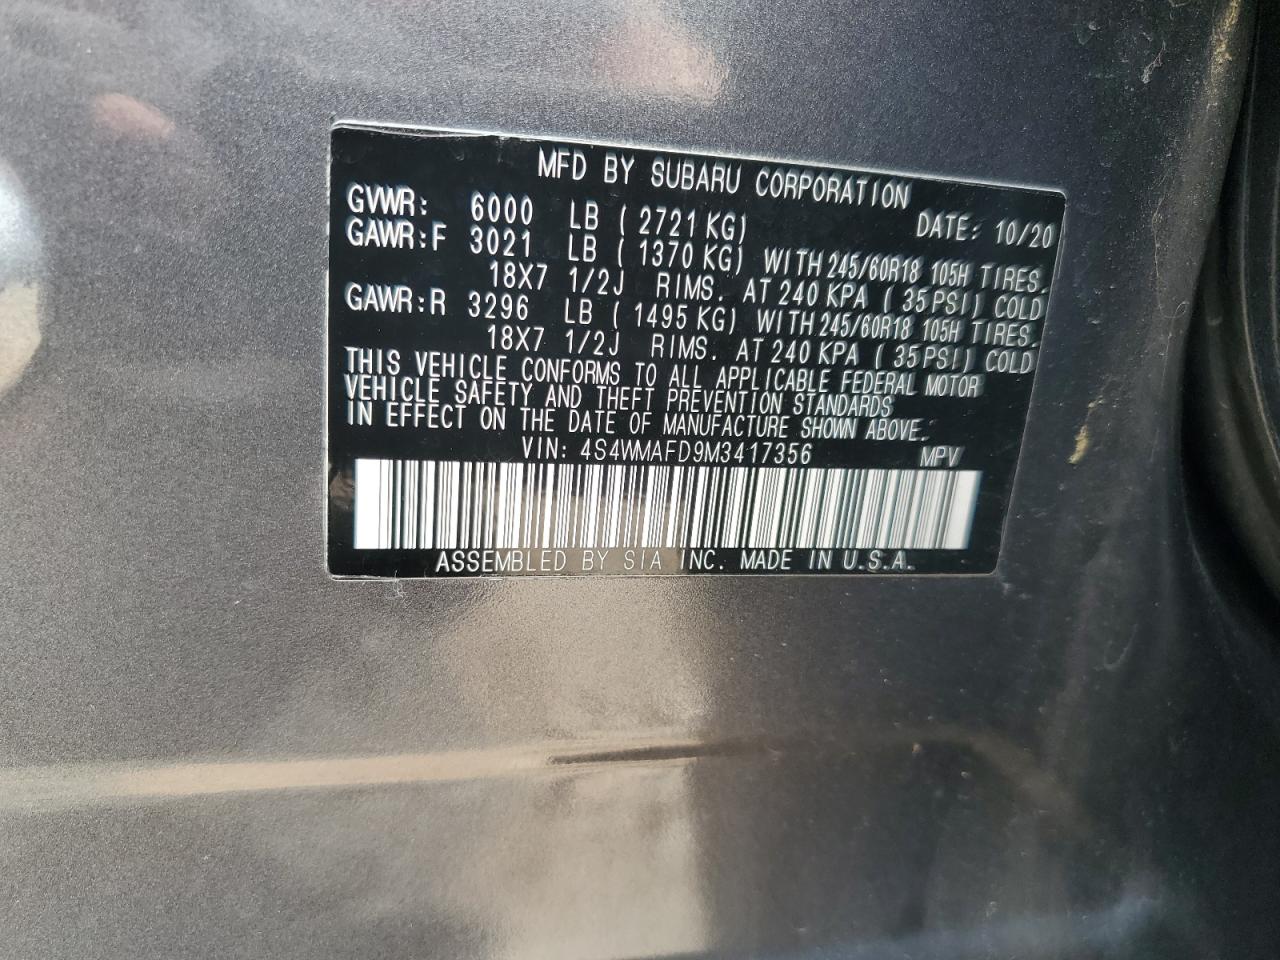 MFD BY SUBARU CORPORATION
GVWR: 6000 LB ( 2721 KG) DATE: 10/20
GAWR:F 3021 LB ( 1370 KG) WITH 245/60R18 105H TIRES.
18X7 1/2J RIMS. AT 240 KPA ( 35 PSI) COLD
GAWR:R 3296 LB ( 1495 KG) WITH 245/60R18 105H TIRES.
18X7 1/2J RIMS. AT 240 KPA ( 35 PSI) COLD
THIS VEHICLE CONFORMS TO ALL APPLICABLE FEDERAL MOTOR
VEHICLE SAFETY AND THEFT PREVENTION STANDARDS
IN EFFECT ON THE DATE OF MANUFACTURE SHOWN ABOVE.
VIN: 4S4WMAFD9M3417356 MPV
ASSEMBLED BY SIA INC. MADE IN U.S.A.